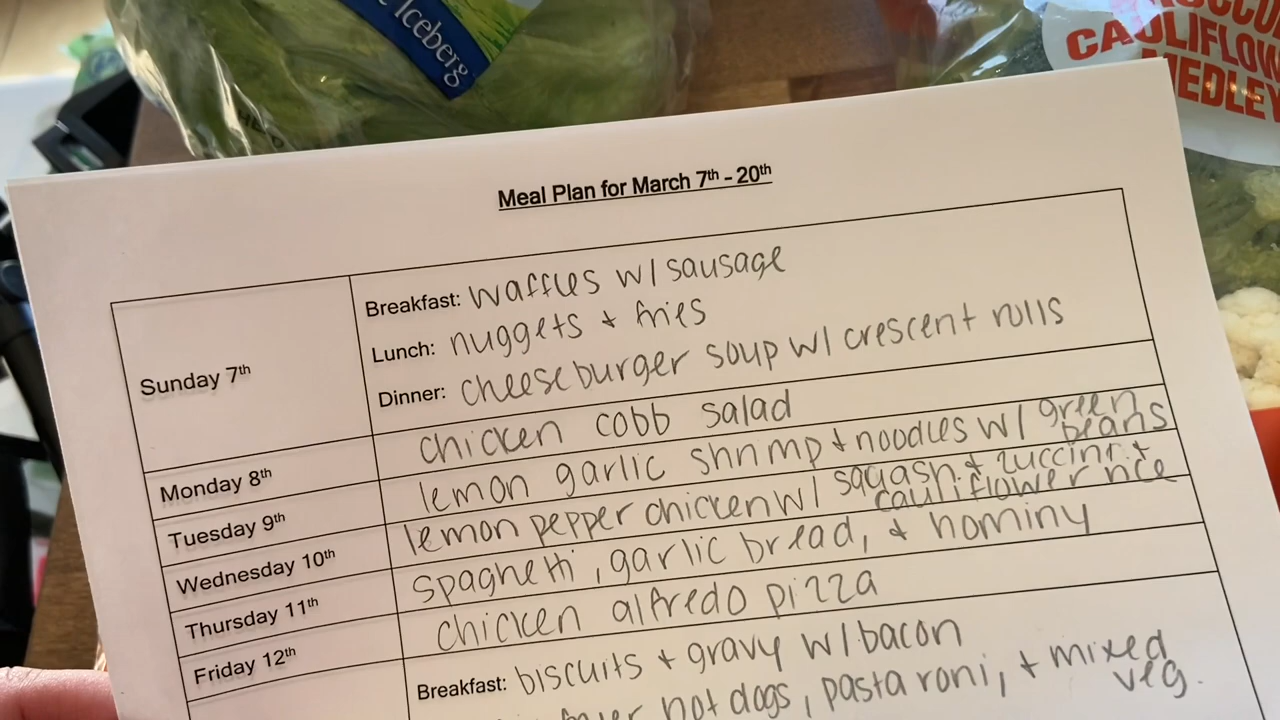 Iceberg
CAULIFLOW
MEDLEY
Meal Plan for March 7th - 20th
Sunday 7th
Breakfast: waffles w/ sausage
Lunch: nuggets + fries
Dinner: cheeseburger soup w/ crescent rolls
Monday 8th
chicken cobb salad
Tuesday 9th
lemon garlic shrimp + noodles w/ green
beans
Wednesday 10th
lemon pepper chicken w/ squash + zuccini +
cauliflower rice
Thursday 11th
spaghetti, garlic bread, + hominy
Friday 12th
chicken alfredo pizza
Breakfast: biscuits + gravy w/ bacon
hot dogs, pasta roni, + mixed
veg.